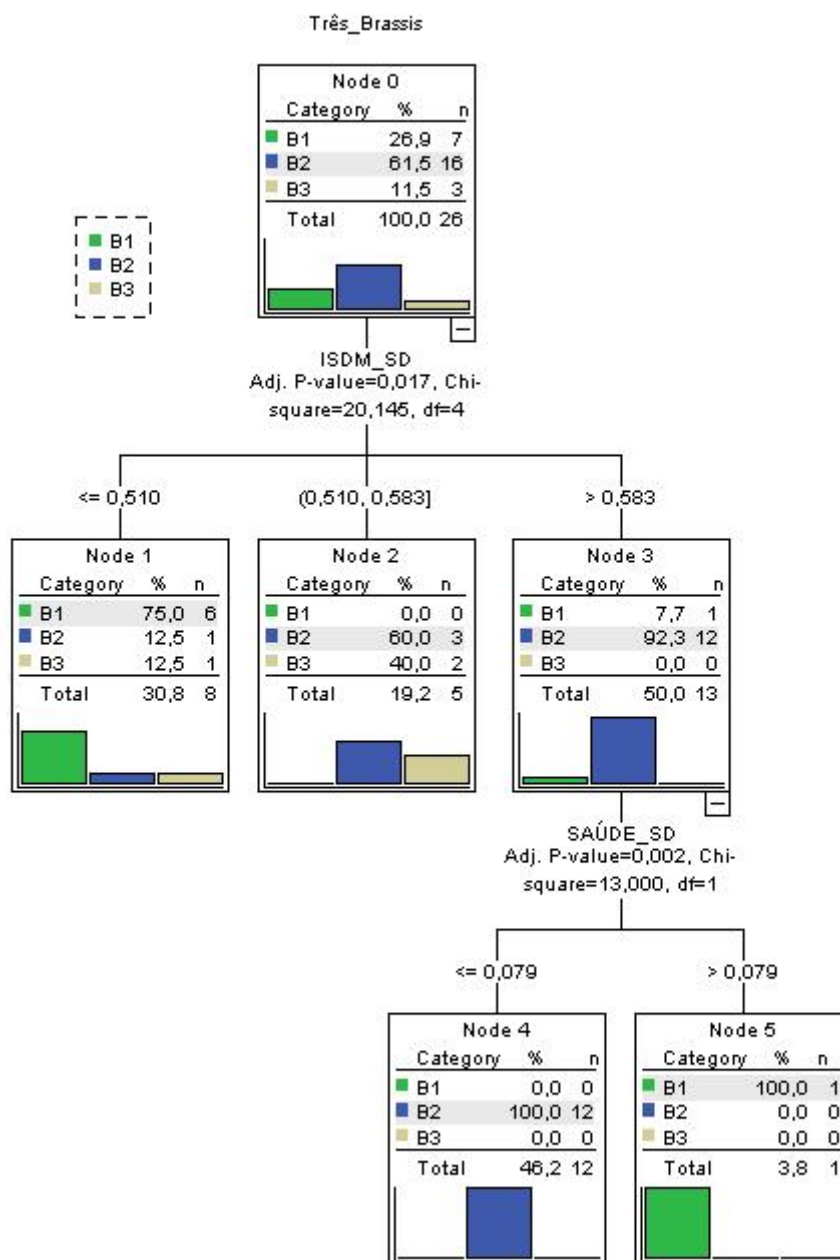 Três_Brassis
Node 0
Category % n
B1 26,9 7
B2 61,5 16
B3 11,5 3
Total 100,0 26
B1
B2
B3
ISDM_SD
Adj. P-value=0,017, Chi-
square=20,145, df=4
<= 0,510
(0,510, 0,583]
> 0,583
Node 1
Category % n
B1 75,0 6
B2 12,5 1
B3 12,5 1
Total 30,8 8
Node 2
Category % n
B1 0,0 0
B2 60,0 3
B3 40,0 2
Total 19,2 5
Node 3
Category % n
B1 7,7 1
B2 92,3 12
B3 0,0 0
Total 50,0 13
SAÚDE_SD
Adj. P-value=0,002, Chi-
square=13,000, df=1
<= 0,079
> 0,079
Node 4
Category % n
B1 0,0 0
B2 100,0 12
B3 0,0 0
Total 46,2 12
Node 5
Category % n
B1 100,0 1
B2 0,0 0
B3 0,0 0
Total 3,8 1